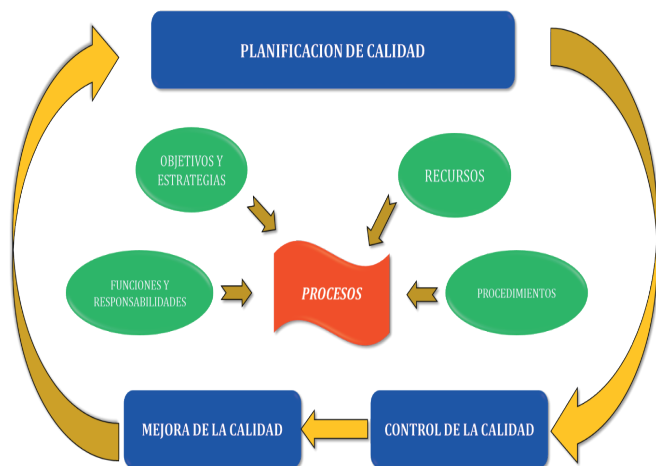 PLANIFICACION DE CALIDAD
OBJETIVOS Y
ESTRATEGIAS
RECURSOS
FUNCIONES Y
RESPONSABILIDADES
PROCESOS
PROCEDIMIENTOS
MEJORA DE LA CALIDAD
CONTROL DE LA CALIDAD